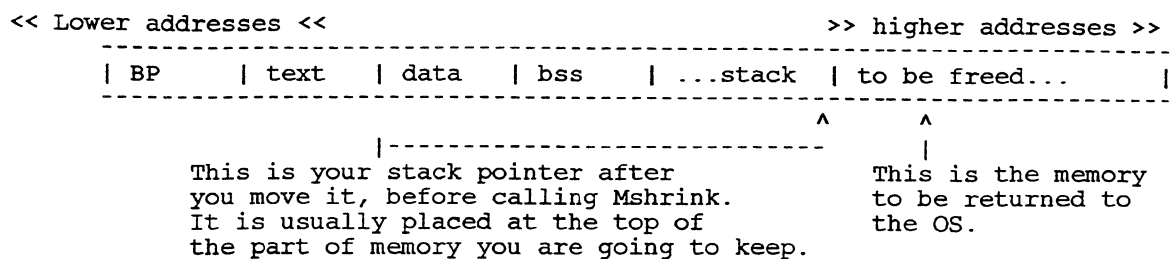 << Lower addresses << >> higher addresses >>
| BP | text | data | bss | ...stack | to be freed... |
^ ^
|----------------------------- |
This is your stack pointer after This is the memory
you move it, before calling Mshrink. to be returned to
It is usually placed at the top of the OS.
the part of memory you are going to keep.